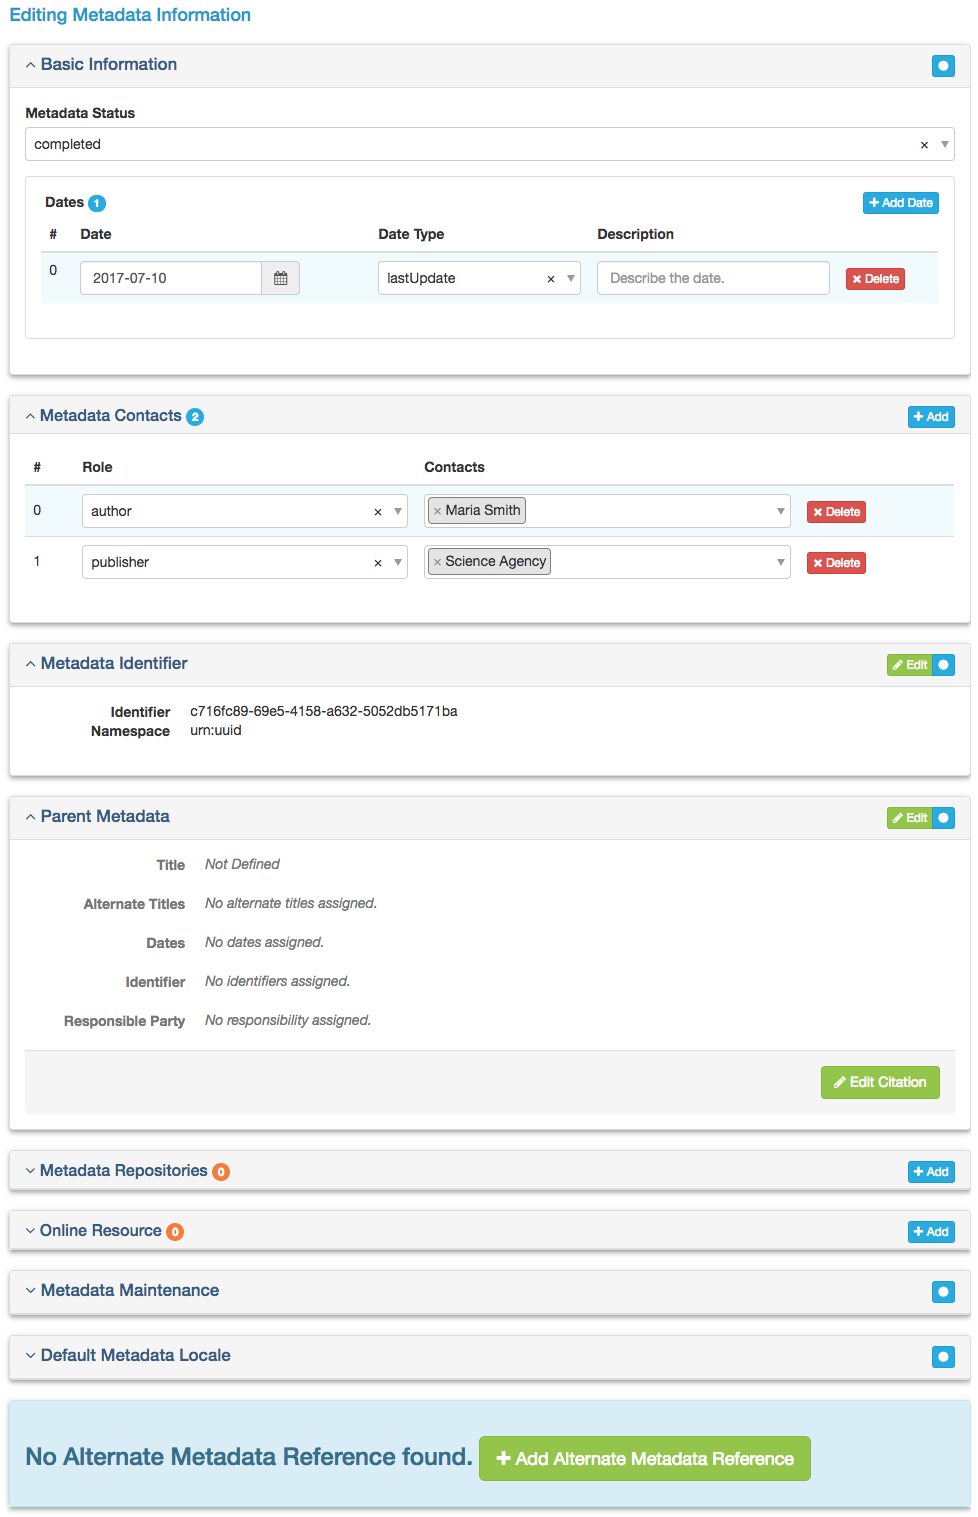 Editing Metadata Information
Basic Information
Metadata Status
completed × ▼
Dates 1 + Add Date
# Date Date Type Description
0 2017-07-10 lastUpdate × ▼ Describe the date. × Delete
Metadata Contacts 2 + Add
# Role Contacts
0 author × ▼ × Maria Smith ▼ × Delete
1 publisher × ▼ × Science Agency ▼ × Delete
Metadata Identifier Edit
Identifier c716fc89-69e5-4158-a632-5052db5171ba
Namespace urn:uuid
Parent Metadata Edit
Title Not Defined
Alternate Titles No alternate titles assigned.
Dates No dates assigned.
Identifier No identifiers assigned.
Responsible Party No responsibility assigned.
Edit Citation
Metadata Repositories 0 + Add
Online Resource 0 + Add
Metadata Maintenance
Default Metadata Locale
No Alternate Metadata Reference found. + Add Alternate Metadata Reference